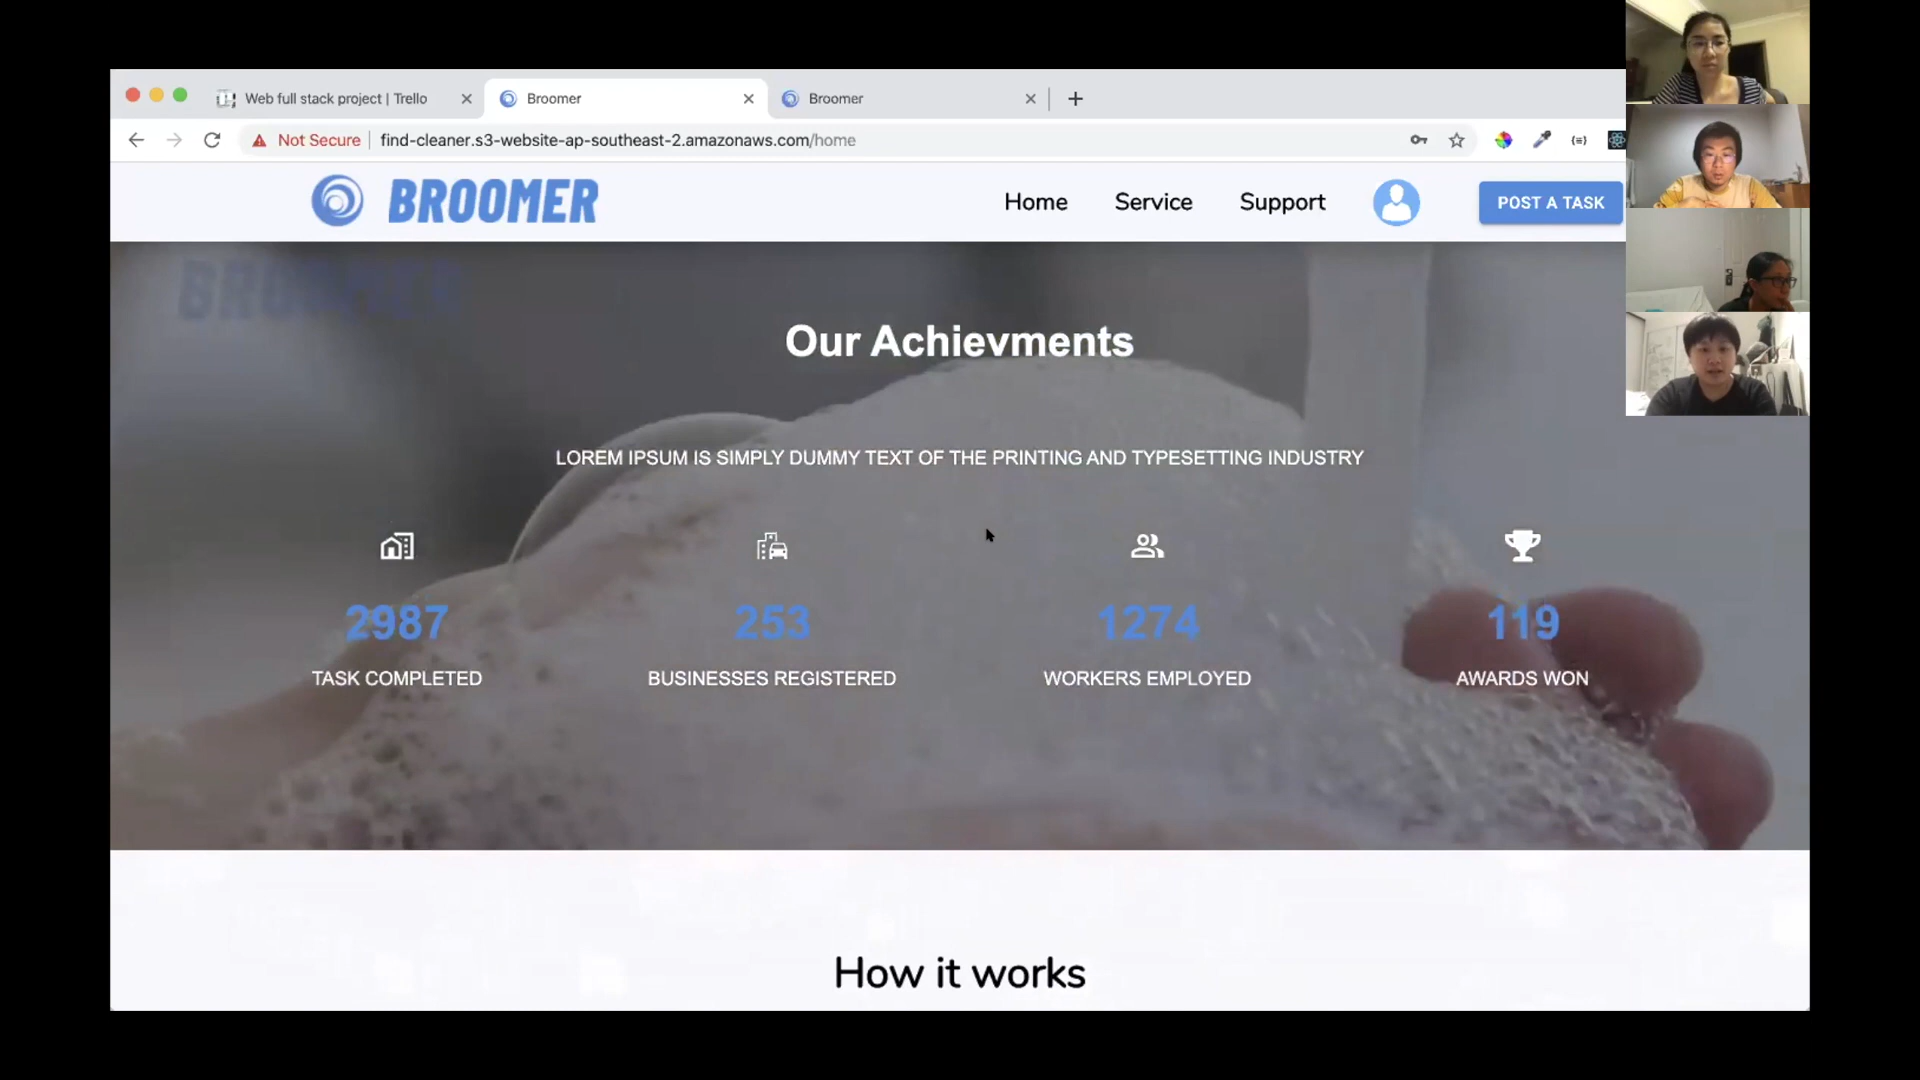 Web full stack project | Trello
Broomer
Broomer
Not Secure
find-cleaner.s3-website-ap-southeast-2.amazonaws.com/home
BROOMER
Home
Service
Support
POST A TASK
BROOMER
Our Achievments
LOREM IPSUM IS SIMPLY DUMMY TEXT OF THE PRINTING AND TYPESETTING INDUSTRY
2987
253
1274
119
TASK COMPLETED
BUSINESSES REGISTERED
WORKERS EMPLOYED
AWARDS WON
How it works